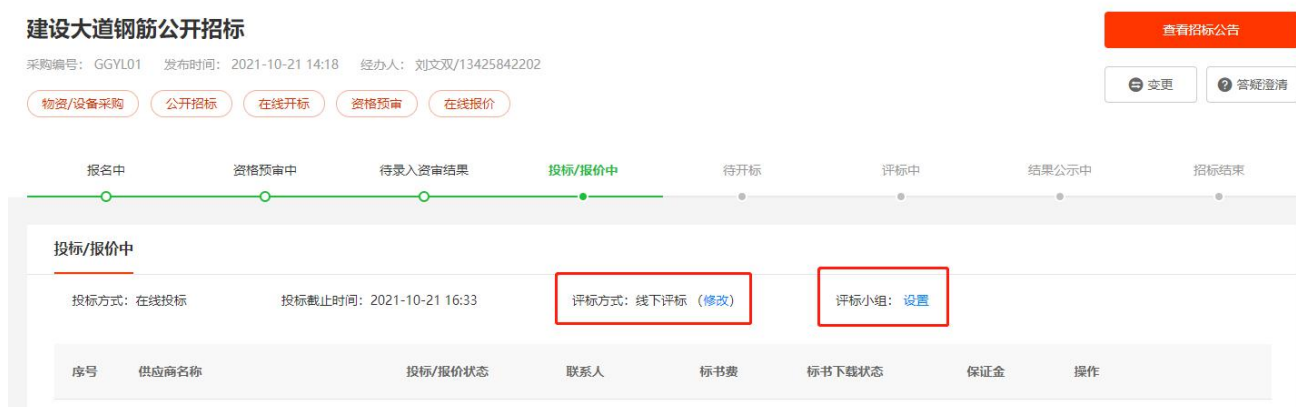 建设大道钢筋公开招标
查看招标公告
采购编号： GGYL01 发布时间： 2021-10-21 14:18 经办人： 刘文双/13425842202
变更 答疑澄清
物资/设备采购 公开招标 在线开标 资格预审 在线报价
报名中 资格预审中 待录入资审结果 投标/报价中 待开标 评标中 结果公示中 招标结束
投标/报价中
投标方式：在线投标 投标截止时间：2021-10-21 16:33 评标方式：线下评标 （修改） 评标小组： 设置
序号 供应商名称 投标/报价状态 联系人 标书费 标书下载状态 保证金 操作